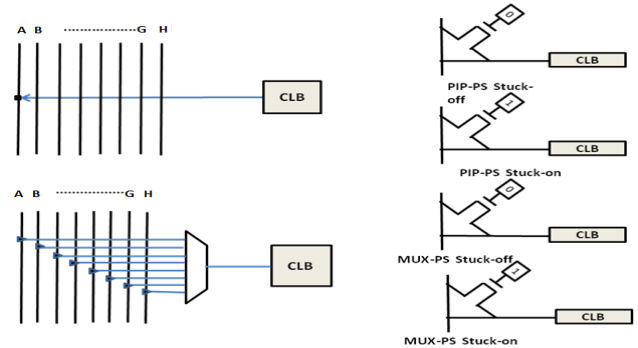 A B ................ G H
CLB
A B ................ G H
CLB
0
CLB
PIP-PS Stuck-
off
1
CLB
PIP-PS Stuck-on
0
CLB
MUX-PS Stuck-off
1
CLB
MUX-PS Stuck-on